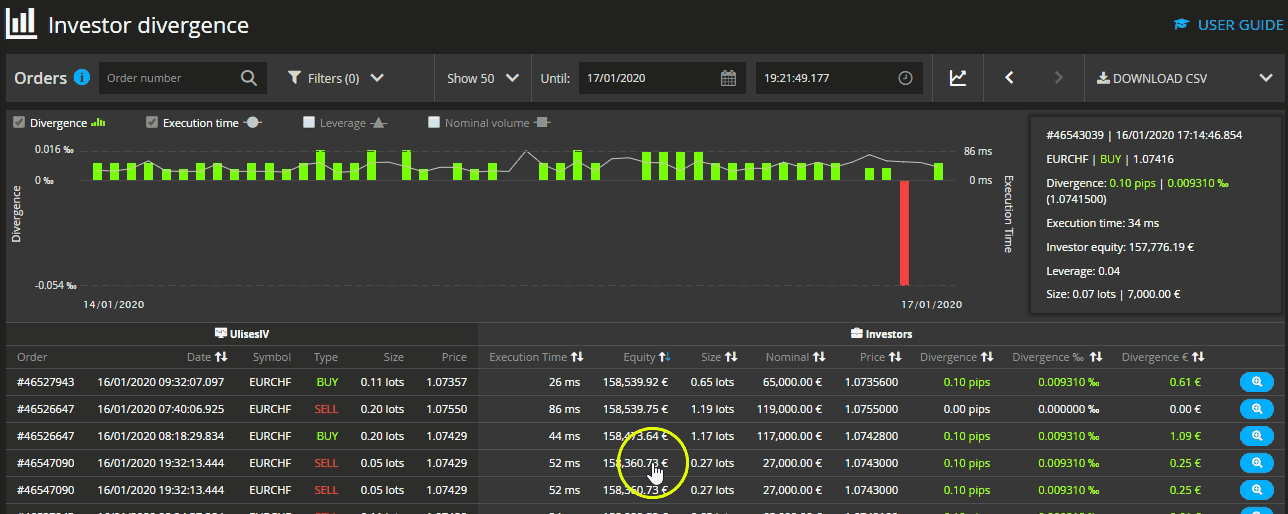 Investor divergence
USER GUIDE
Orders i Order number Filters (0) Show 50 Until: 17/01/2020 19:21:49.177 DOWNLOAD CSV
Divergence Execution time Leverage Nominal volume
0.016 ‰
0 ‰
-0.054 ‰
Divergence
86 ms
0 ms
Execution Time
14/01/2020 17/01/2020
#46543039 | 16/01/2020 17:14:46.854
EURCHF | BUY | 1.07416
Divergence: 0.10 pips | 0.009310 ‰
(1.0741500)
Execution time: 34 ms
Investor equity: 157,776.19 €
Leverage: 0.04
Size: 0.07 lots | 7,000.00 €
UlisesIV Investors
Order Date Symbol Type Size Price Execution Time Equity Size Nominal Price Divergence Divergence ‰ Divergence €
#46527943 16/01/2020 09:32:07.097 EURCHF BUY 0.11 lots 1.07357 26 ms 158,539.92 € 0.65 lots 65,000.00 € 1.0735600 0.10 pips 0.009310 ‰ 0.61 €
#46526647 16/01/2020 07:40:06.925 EURCHF SELL 0.20 lots 1.07550 86 ms 158,539.75 € 1.19 lots 119,000.00 € 1.0755000 0.00 pips 0.000000 ‰ 0.00 €
#46526647 16/01/2020 08:18:29.834 EURCHF BUY 0.20 lots 1.07429 44 ms 158,473.64 € 1.17 lots 117,000.00 € 1.0742800 0.10 pips 0.009310 ‰ 1.09 €
#46547090 16/01/2020 19:32:13.444 EURCHF SELL 0.05 lots 1.07429 52 ms 158,360.73 € 0.27 lots 27,000.00 € 1.0743000 0.10 pips 0.009310 ‰ 0.25 €
#46547090 16/01/2020 19:32:13.444 EURCHF SELL 0.05 lots 1.07429 52 ms 158,360.73 € 0.27 lots 27,000.00 € 1.0743000 0.10 pips 0.009310 ‰ 0.25 €